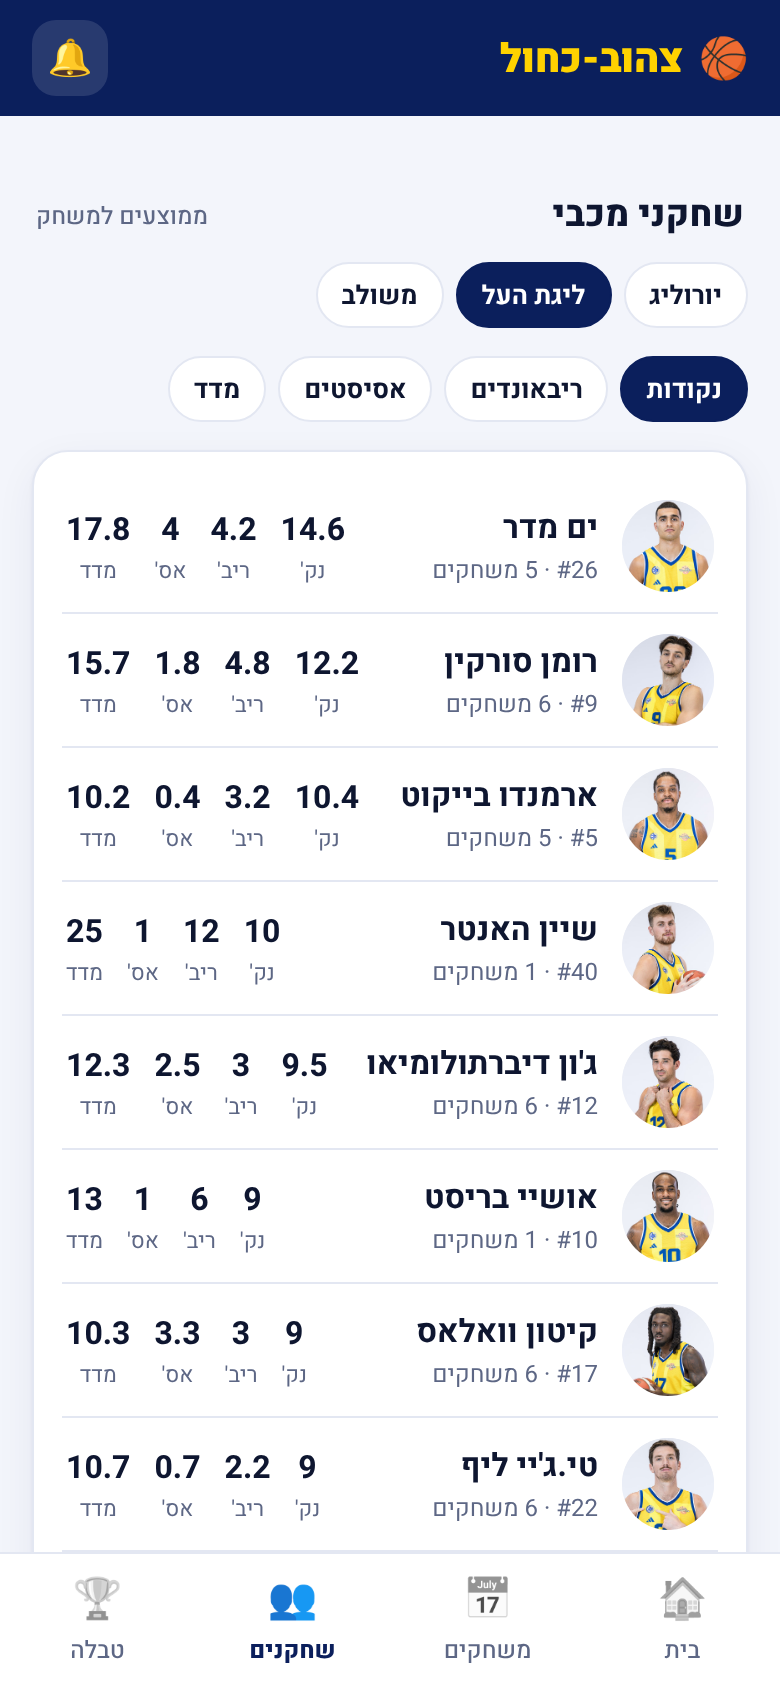 צהוב-כחול
שחקני מכבי
ממוצעים למשחק
יורוליג
ליגת העל
משולב
נקודות
ריבאונדים
אסיסטים
מדד
ים מדר
#26 · 5 משחקים
14.6 4.2 4 17.8
נק' ריב' אס' מדד
רומן סורקין
#9 · 6 משחקים
12.2 4.8 1.8 15.7
נק' ריב' אס' מדד
ארמנדו בייקוט
#5 · 5 משחקים
10.4 3.2 0.4 10.2
נק' ריב' אס' מדד
שיין האנטר
#40 · 1 משחקים
10 12 1 25
נק' ריב' אס' מדד
ג'ון דיברתולומיאו
#12 · 6 משחקים
9.5 3 2.5 12.3
נק' ריב' אס' מדד
אושיי בריסט
#10 · 1 משחקים
9 6 1 13
נק' ריב' אס' מדד
קיטון וואלאס
#17 · 6 משחקים
9 3 3.3 10.3
נק' ריב' אס' מדד
טי.ג'יי ליף
#22 · 6 משחקים
9 2.2 0.7 10.7
נק' ריב' אס' מדד
July
17
בית
משחקים
שחקנים
טבלה